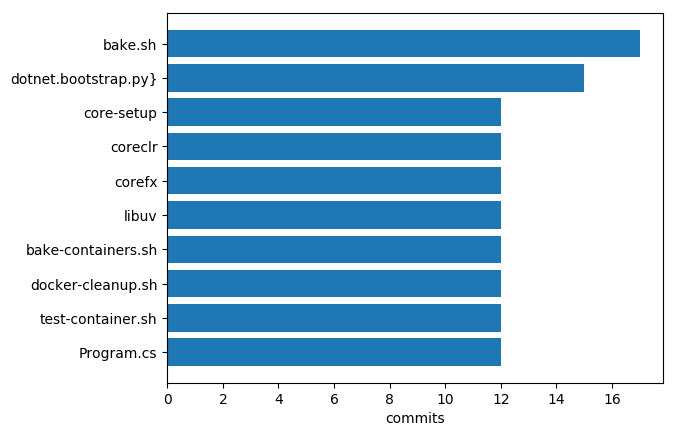 bake.sh
dotnet.bootstrap.py}
core-setup
coreclr
corefx
libuv
bake-containers.sh
docker-cleanup.sh
test-container.sh
Program.cs
0 2 4 6 8 10 12 14 16
commits